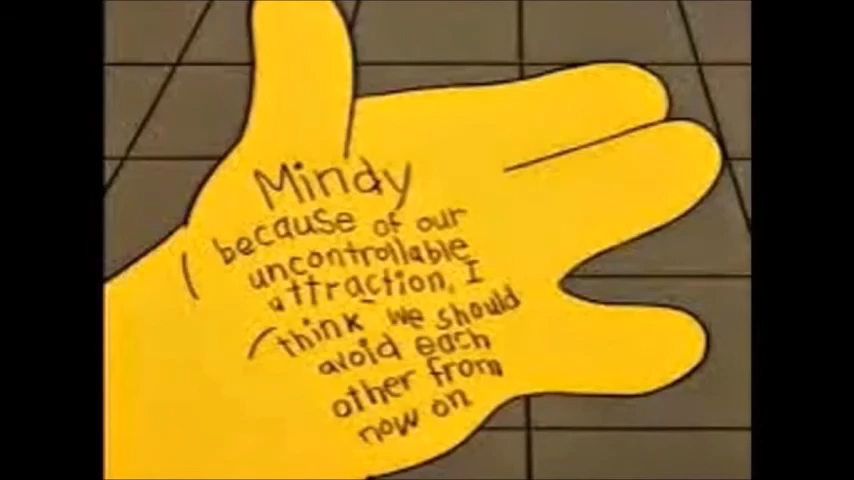 Mindy
because of our
uncontrollable
attraction, I
think we should
avoid each
other from
now on